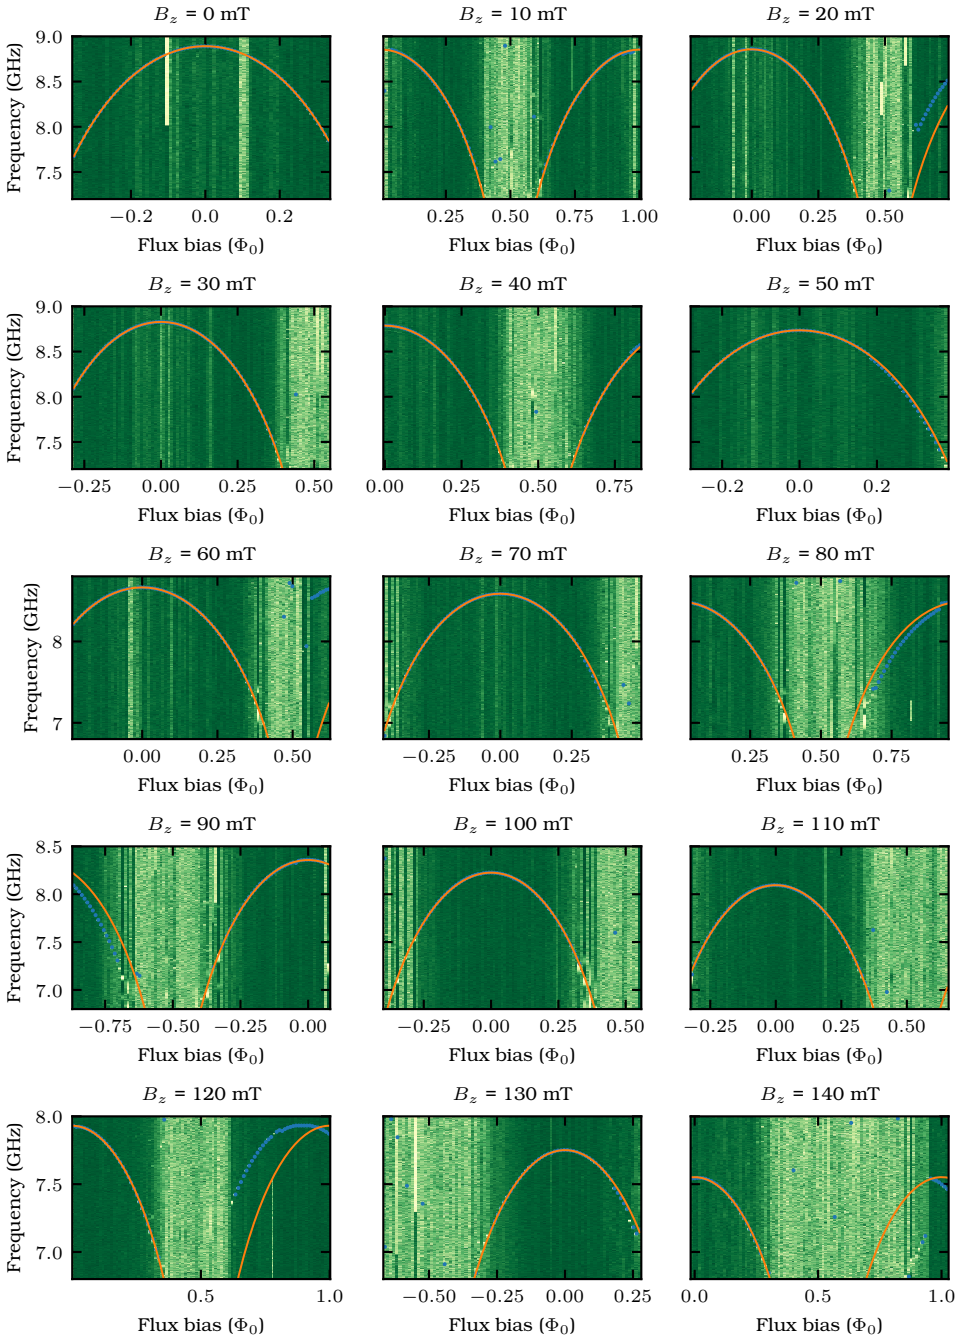 B_z = 0 mT
B_z = 10 mT
B_z = 20 mT
Frequency (GHz)
9.0
8.5
8.0
7.5
−0.2 0.0 0.2
0.25 0.50 0.75 1.00
0.00 0.25 0.50
Flux bias (Φ_0)
Flux bias (Φ_0)
Flux bias (Φ_0)
B_z = 30 mT
B_z = 40 mT
B_z = 50 mT
Frequency (GHz)
9.0
8.5
8.0
7.5
−0.25 0.00 0.25 0.50
0.00 0.25 0.50 0.75
−0.2 0.0 0.2
Flux bias (Φ_0)
Flux bias (Φ_0)
Flux bias (Φ_0)
B_z = 60 mT
B_z = 70 mT
B_z = 80 mT
Frequency (GHz)
8
7
0.00 0.25 0.50
−0.25 0.00 0.25
0.25 0.50 0.75
Flux bias (Φ_0)
Flux bias (Φ_0)
Flux bias (Φ_0)
B_z = 90 mT
B_z = 100 mT
B_z = 110 mT
Frequency (GHz)
8.5
8.0
7.5
7.0
−0.75 −0.50 −0.25 0.00
−0.25 0.00 0.25 0.50
−0.25 0.00 0.25 0.50
Flux bias (Φ_0)
Flux bias (Φ_0)
Flux bias (Φ_0)
B_z = 120 mT
B_z = 130 mT
B_z = 140 mT
Frequency (GHz)
8.0
7.5
7.0
0.5 1.0
−0.50 −0.25 0.00 0.25
0.0 0.5 1.0
Flux bias (Φ_0)
Flux bias (Φ_0)
Flux bias (Φ_0)